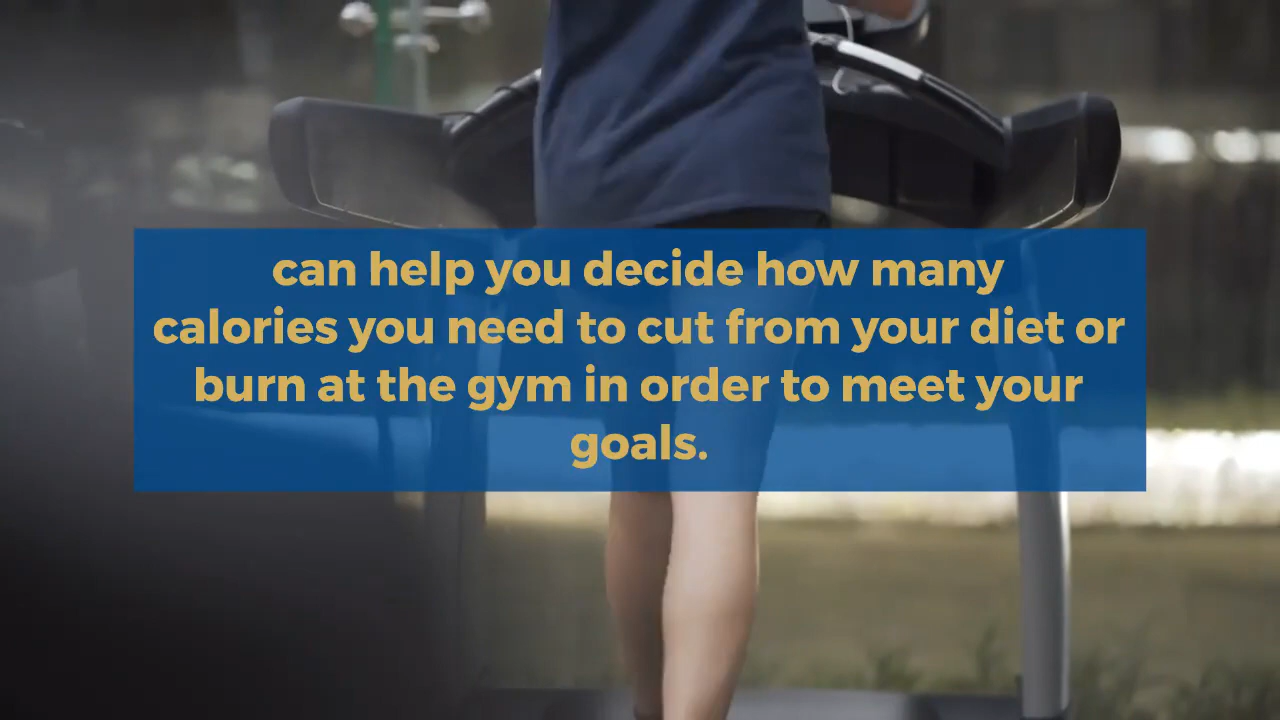 can help you decide how many
calories you need to cut from your diet or
burn at the gym in order to meet your
goals.